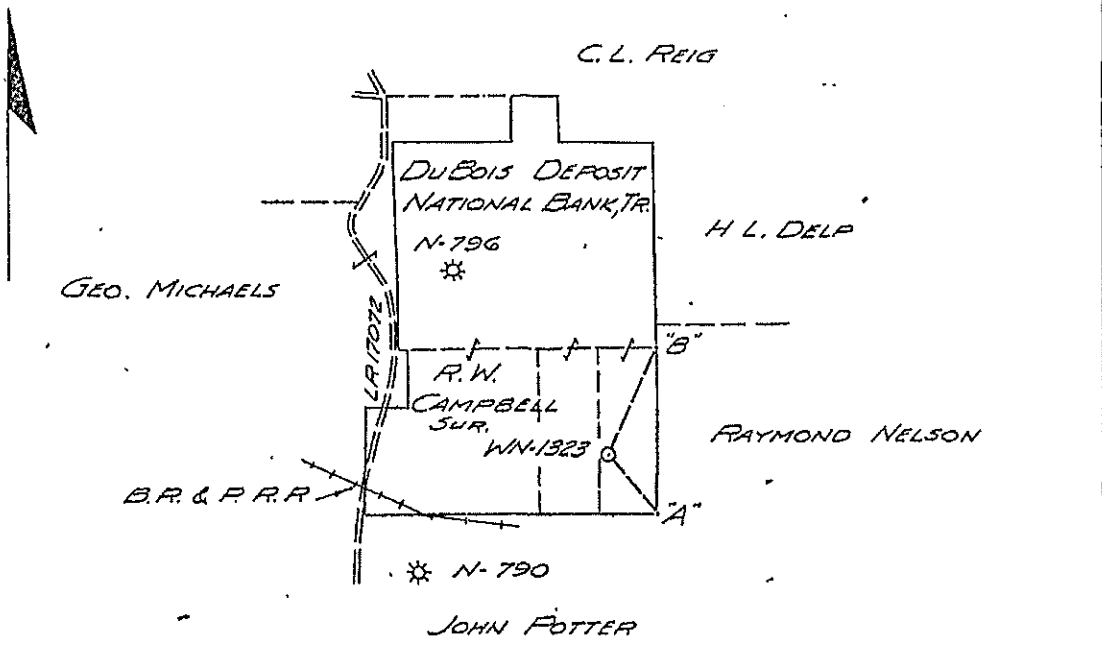 C. L. REIG
DUBOIS DEPOSIT
NATIONAL BANK, TR.
N-796
H L. DELP
GEO. MICHAELS
LR 17072
"B"
R. W.
CAMPBELL
SUR.
WN-1323
RAYMOND NELSON
B. R. & P. R. R
"A"
N-790
JOHN POTTER